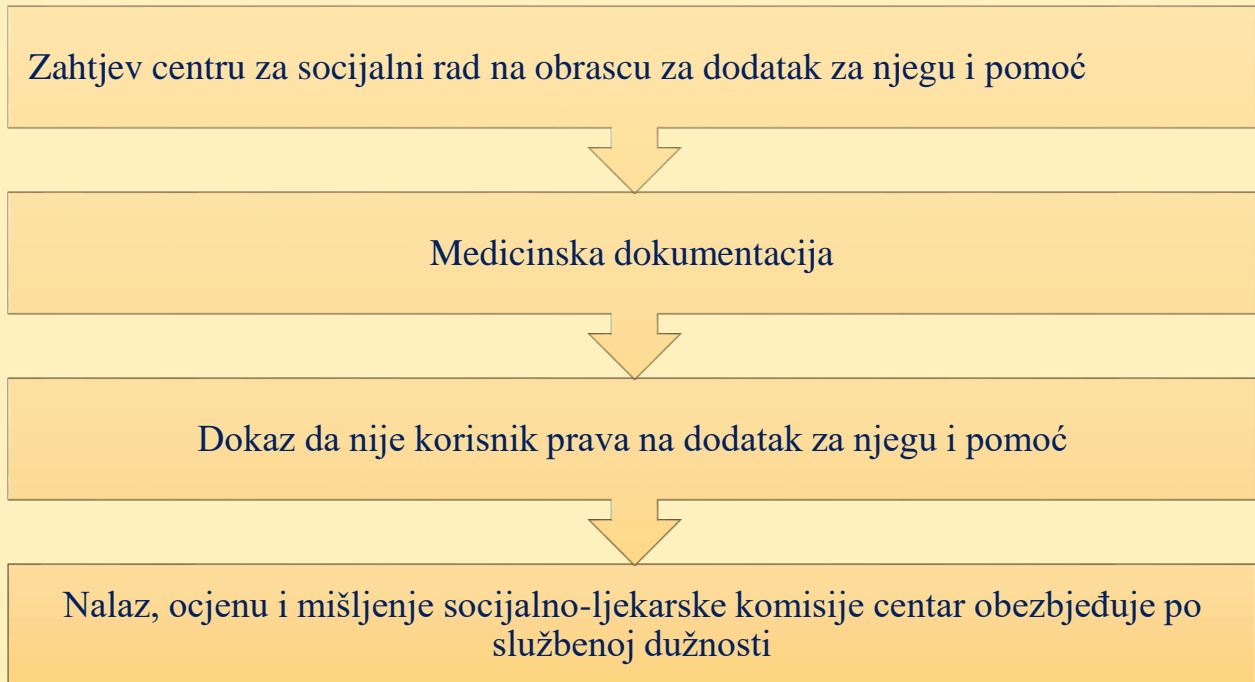 Zahtjev centru za socijalni rad na obrascu za dodatak za njegu i pomoć
Medicinska dokumentacija
Dokaz da nije korisnik prava na dodatak za njegu i pomoć
Nalaz, ocjenu i mišljenje socijalno-ljekarske komisije centar obezbjeđuje po
službenoj dužnosti